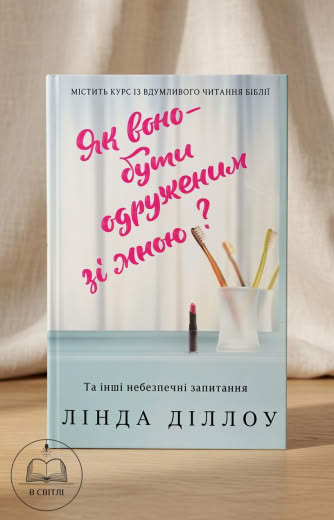 МІСТИТЬ КУРС ІЗ ВДУМЛИВОГО ЧИТАННЯ БІБЛІЇ
Як воно–
бути
одруженим
зі мною?
Та інші небезпечні запитання
ЛІНДА ДІЛЛОУ
В СВІТЛІ